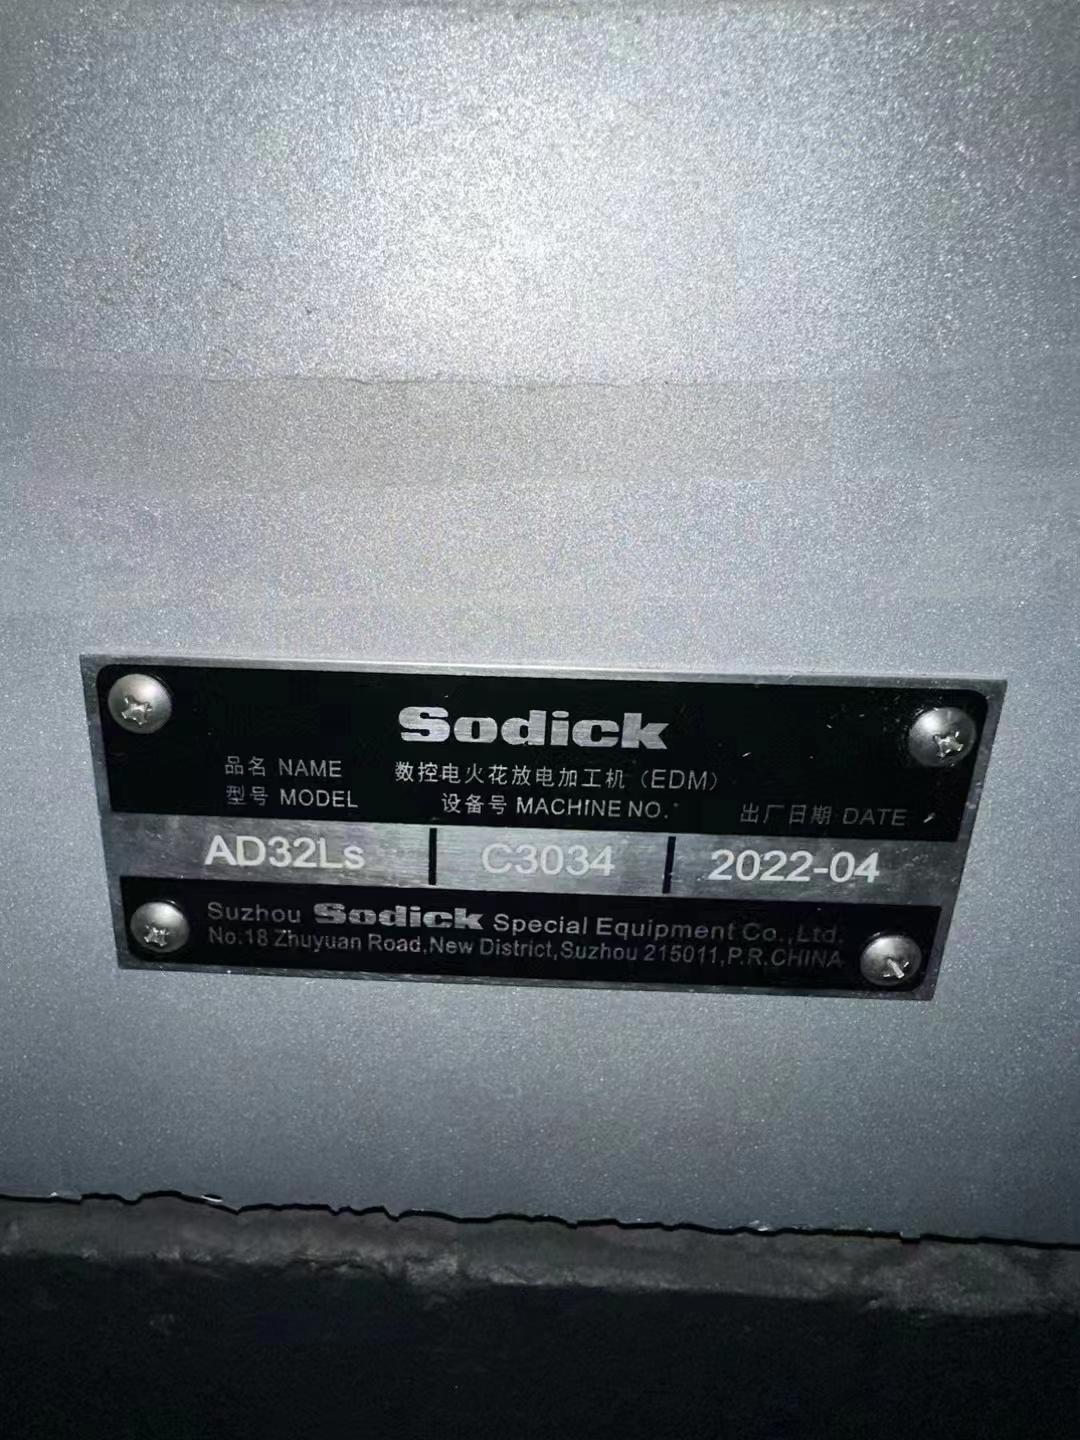 Sodick
品名 NAME 数控电火花放电加工机（EDM）
型号 MODEL 设备号 MACHINE NO. 出厂日期 DATE
AD32Ls C3034 2022-04
Suzhou Sodick Special Equipment Co.,Ltd.
No.18 Zhuyuan Road,New District,Suzhou 215011,P.R.CHINA